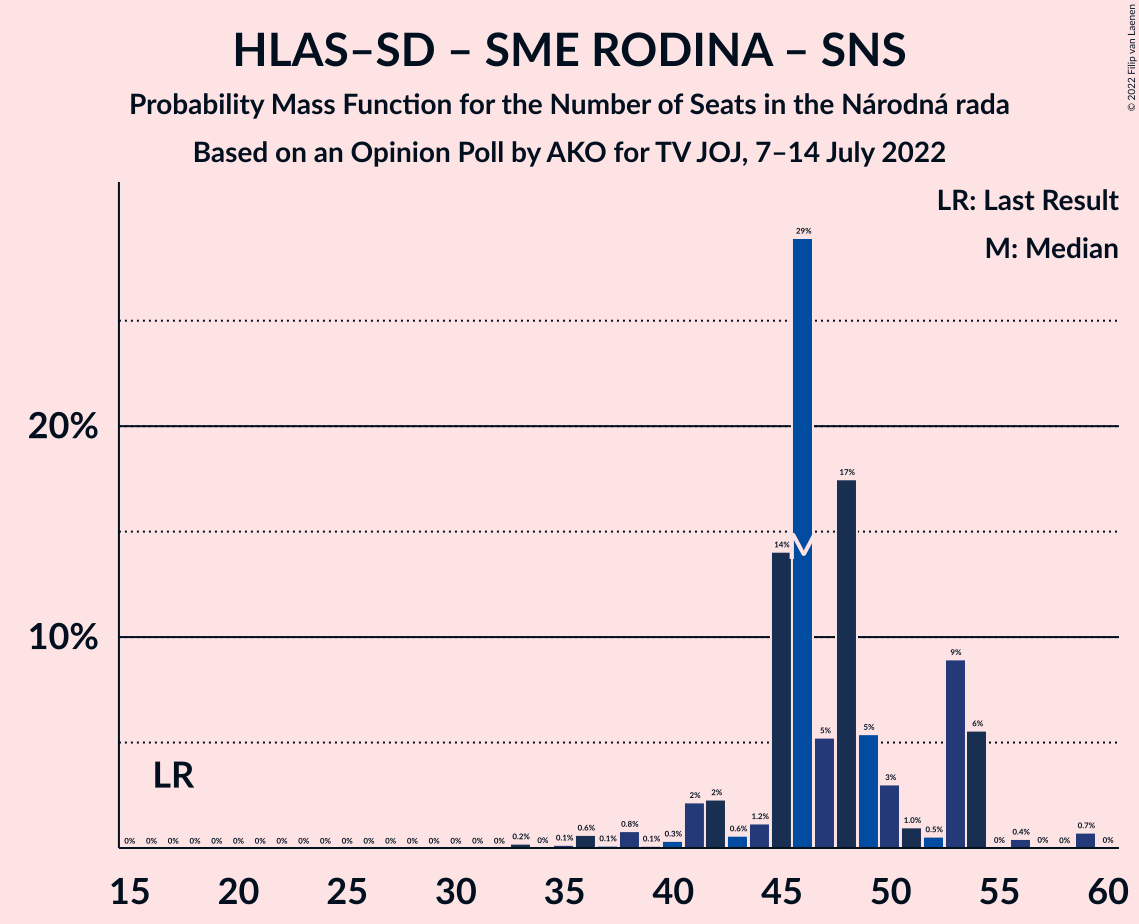 HLAS–SD – SME RODINA – SNS
Probability Mass Function for the Number of Seats in the Národná rada
Based on an Opinion Poll by AKO for TV JOJ, 7–14 July 2022
© 2022 Filip van Laenen
LR: Last Result
M: Median
20%
10%
LR
M
0% 0% 0% 0% 0% 0% 0% 0% 0% 0% 0% 0% 0% 0% 0% 0% 0% 0% 0.2% 0% 0.1% 0.6% 0.1% 0.8% 0.1% 0.3% 2% 2% 0.6% 1.2% 14% 29% 5% 17% 5% 3% 1.0% 0.5% 9% 6% 0% 0.4% 0% 0% 0.7% 0%
15 20 25 30 35 40 45 50 55 60